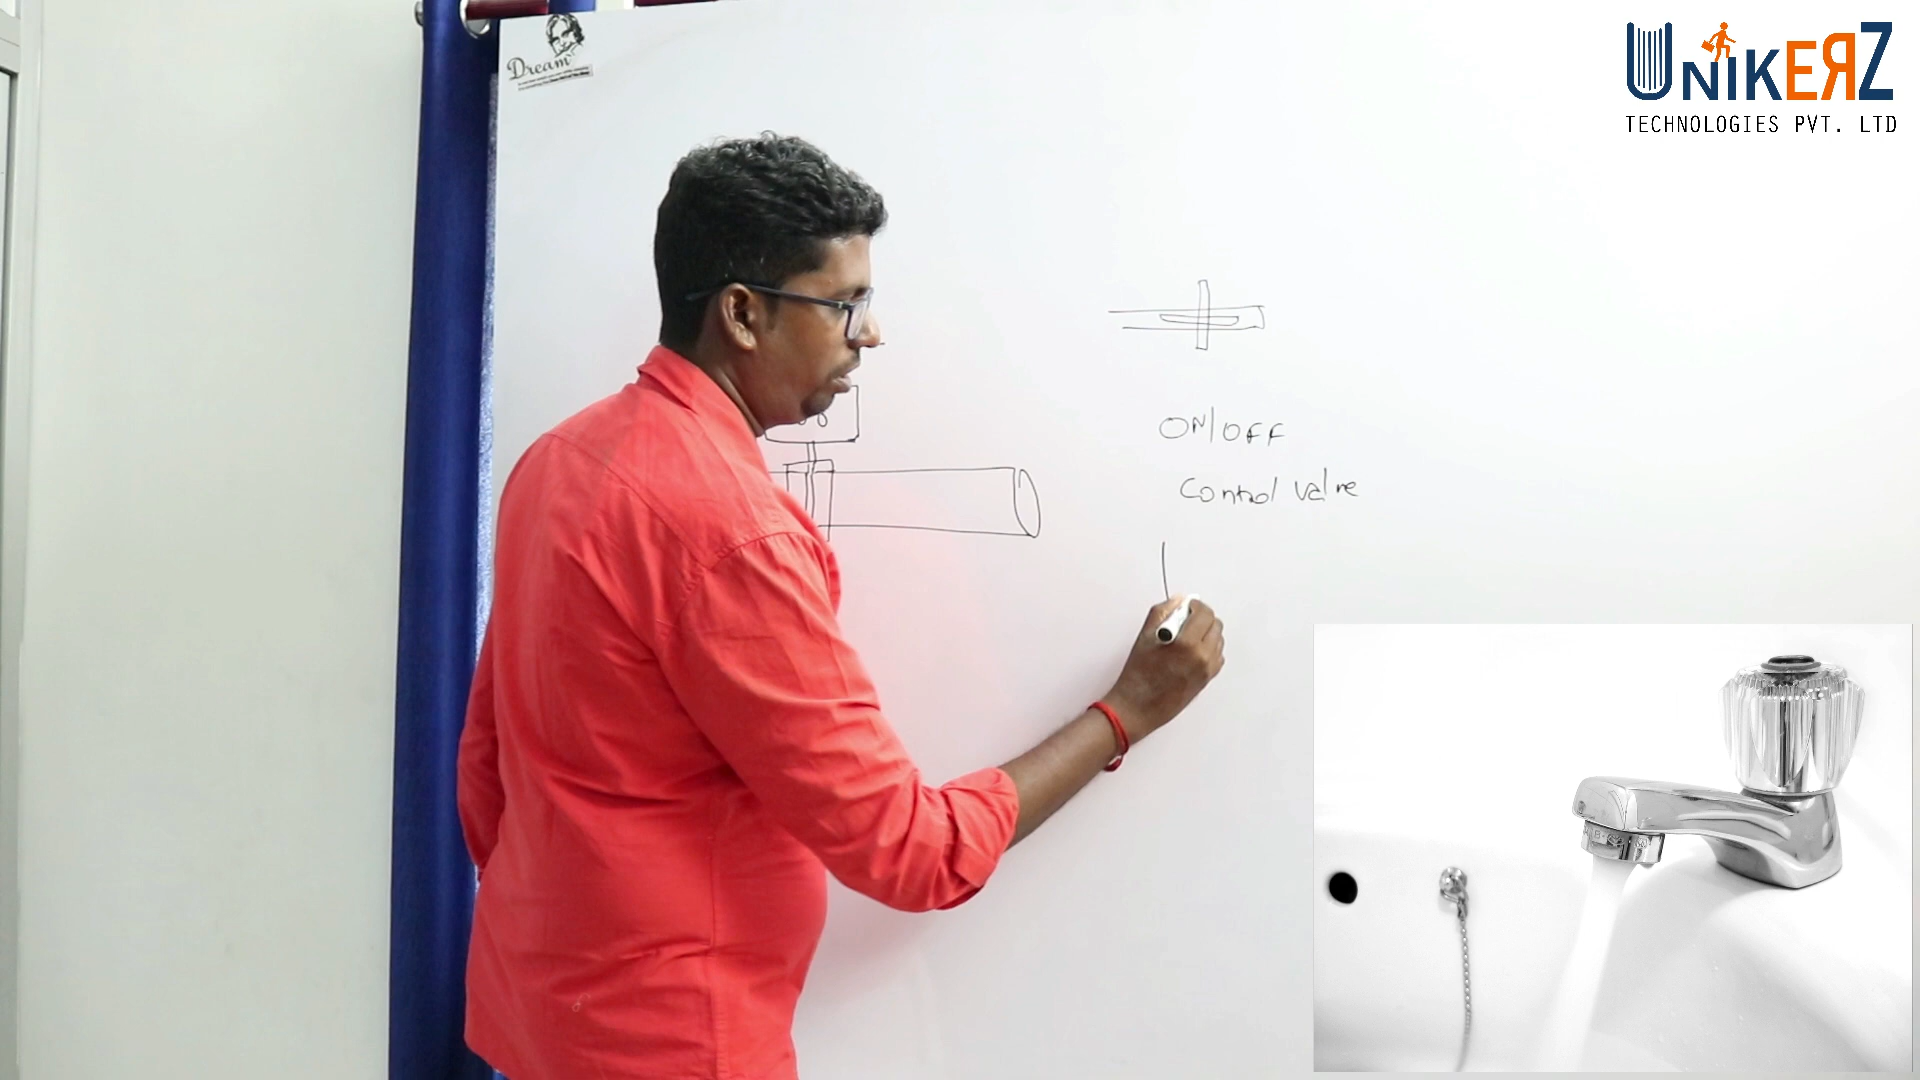 Dream
UNIKERZ
TECHNOLOGIES PVT. LTD
ON/OFF
Control valve